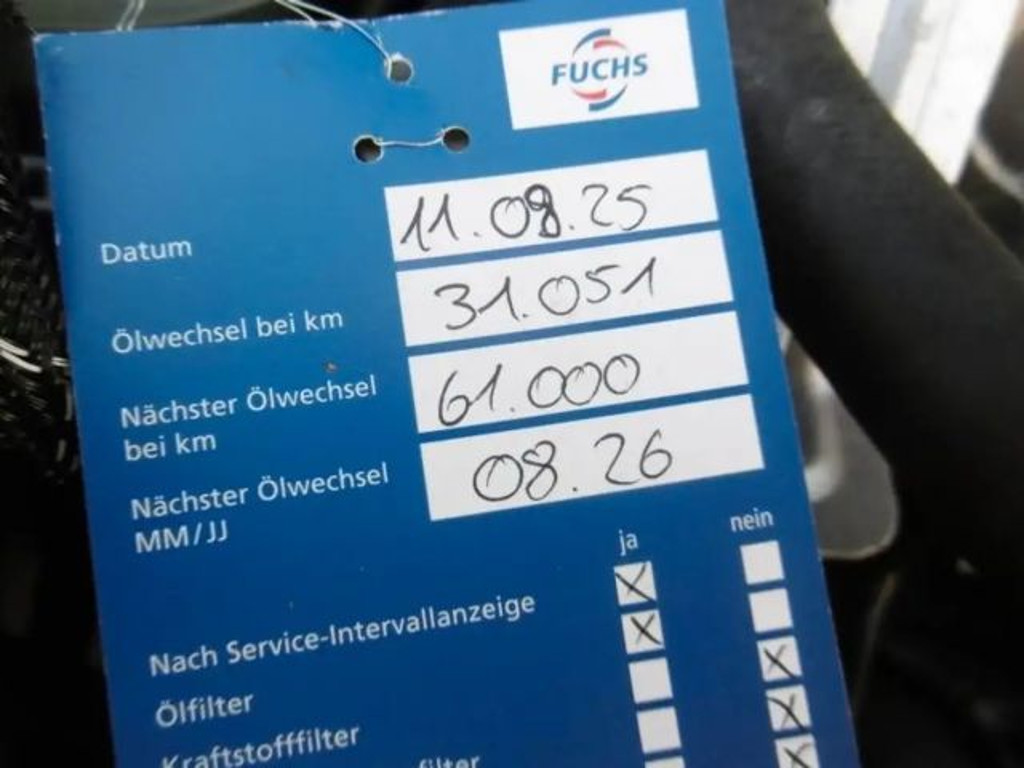 FUCHS
Datum 11.08.25
Ölwechsel bei km 31.051
Nächster Ölwechsel
bei km 61.000
Nächster Ölwechsel
MM/JJ 08.26
ja nein
Nach Service-Intervallanzeige
Ölfilter
Kraftstofffilter
filter